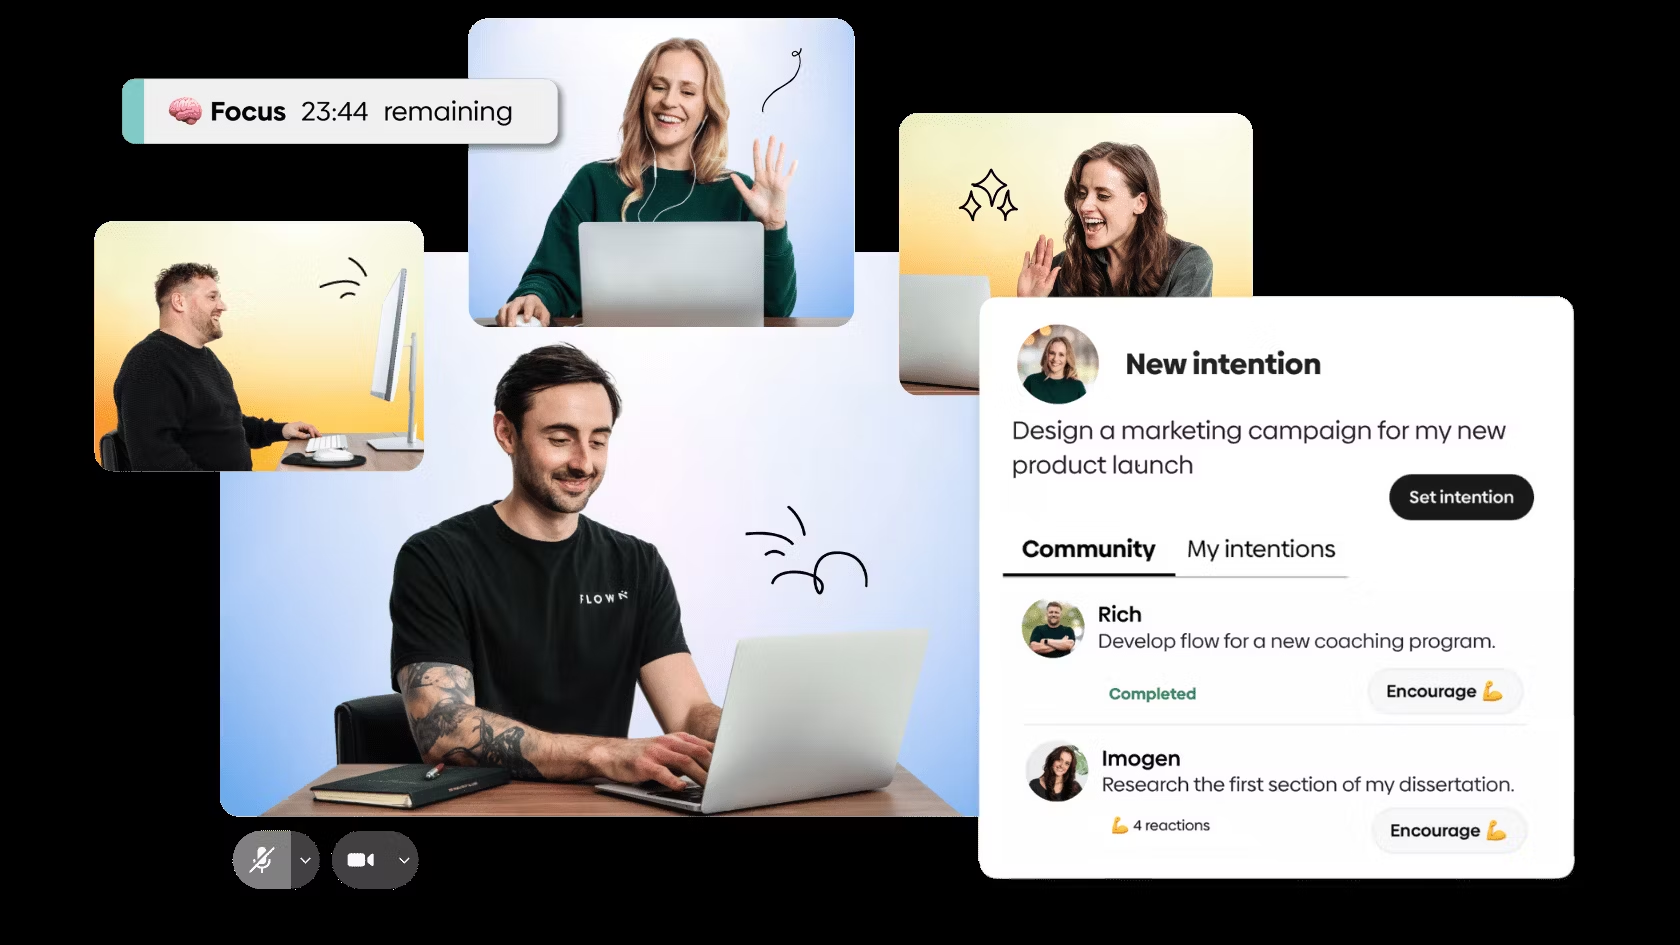 🧠 Focus 23:44 remaining
FLOWN
New intention
Design a marketing campaign for my new
product launch
Set intention
Community My intentions
Rich
Develop flow for a new coaching program.
Completed
Encourage 💪
Imogen
Research the first section of my dissertation.
💪 4 reactions
Encourage 💪